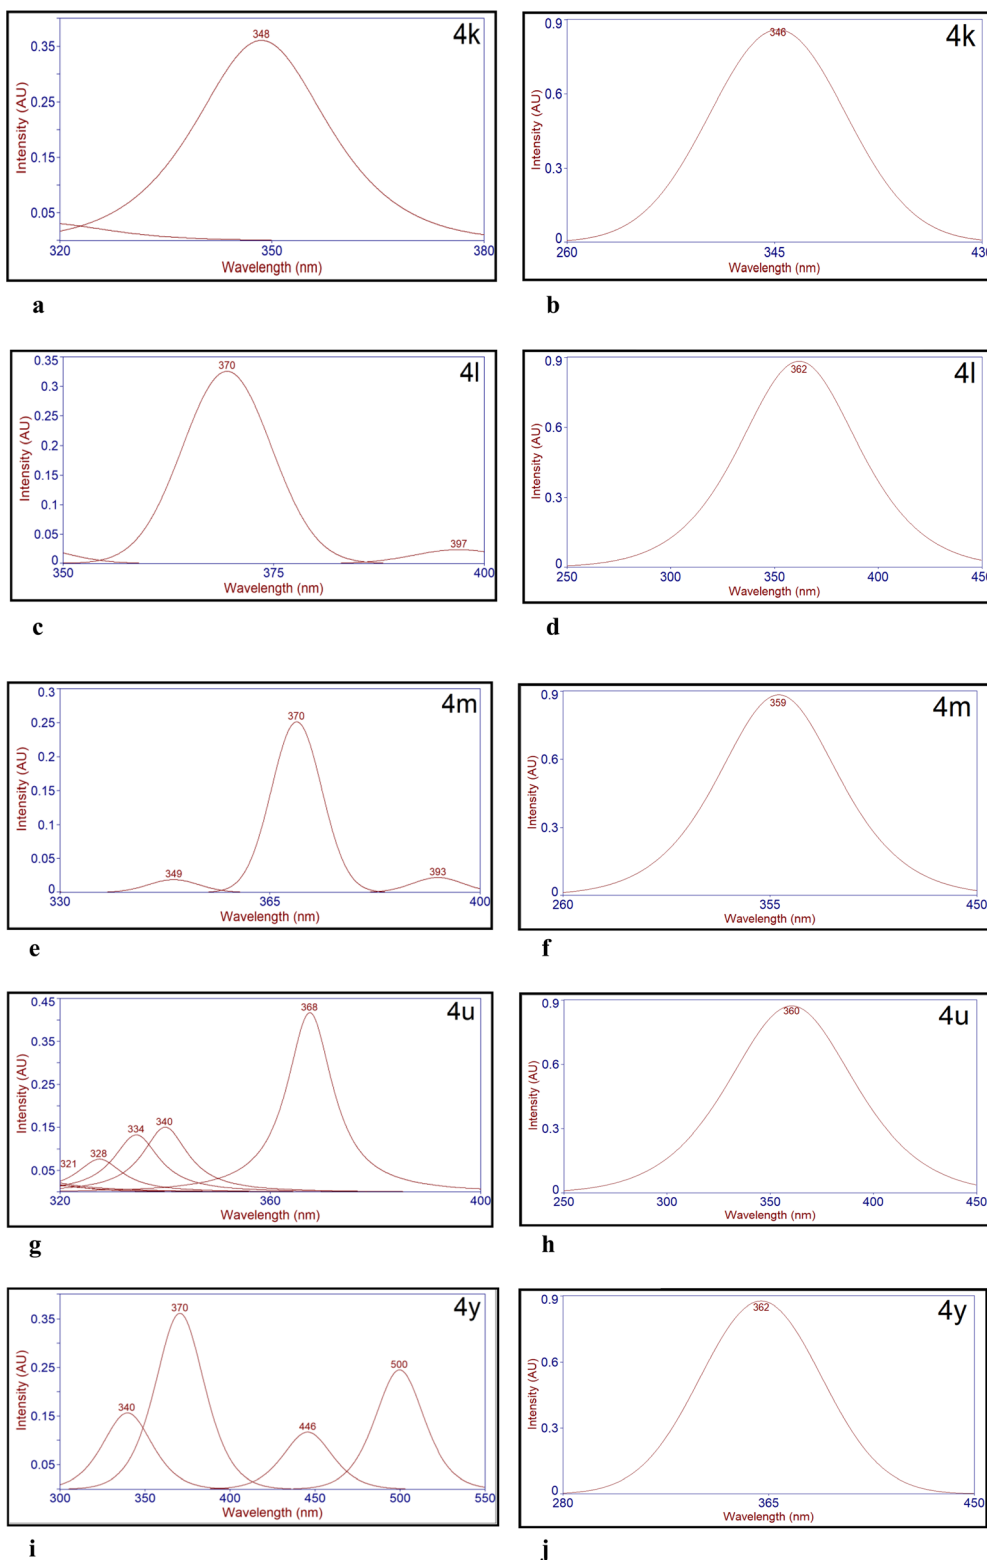 4k
348
0.35
0.25
0.15
0.05
Intensity (AU)
320
350
380
Wavelength (nm)
a
4k
346
0.9
0.6
0.3
0
Intensity (AU)
260
345
430
Wavelength (nm)
b
4l
370
397
0.35
0.3
0.25
0.2
0.15
0.1
0.05
0
Intensity (AU)
350
375
400
Wavelength (nm)
c
4l
362
0.9
0.6
0.3
0
Intensity (AU)
250
300
350
400
450
Wavelength (nm)
d
4m
370
349
393
0.3
0.25
0.2
0.15
0.1
0.05
0
Intensity (AU)
330
365
400
Wavelength (nm)
e
4m
359
0.9
0.6
0.3
0
Intensity (AU)
260
355
450
Wavelength (nm)
f
4u
368
340
334
328
321
0.45
0.35
0.25
0.15
0.05
Intensity (AU)
320
360
400
Wavelength (nm)
g
4u
360
0.9
0.6
0.3
0
Intensity (AU)
250
300
350
400
450
Wavelength (nm)
h
4y
370
500
340
446
0.35
0.25
0.15
0.05
Intensity (AU)
300
350
400
450
500
550
Wavelength (nm)
i
4y
362
0.9
0.6
0.3
0
Intensity (AU)
280
365
450
Wavelength (nm)
j